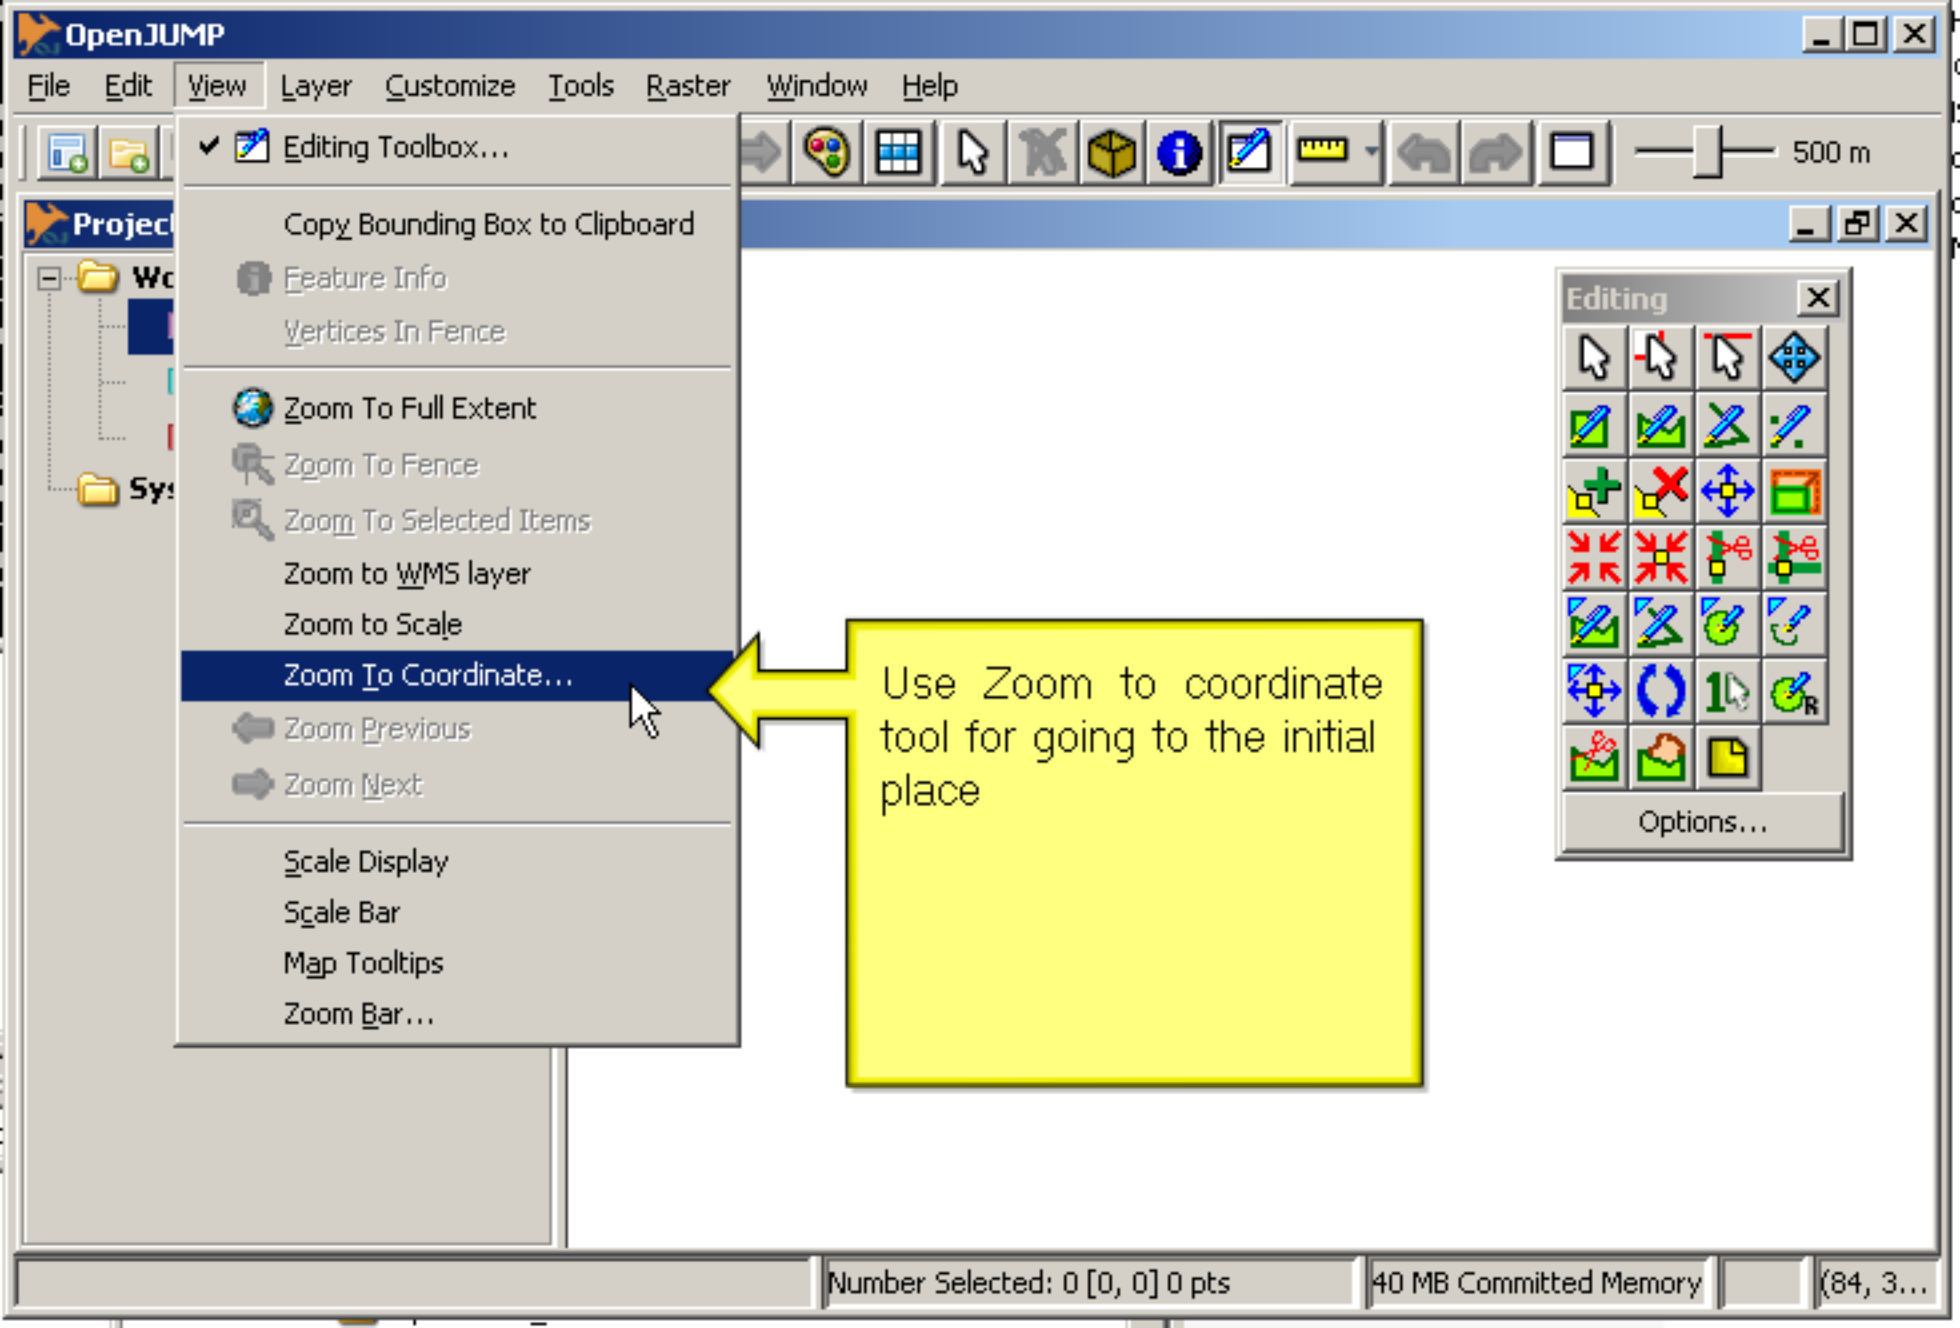 OpenJUMP
File Edit View Layer Customize Tools Raster Window Help
Editing Toolbox...
500 m
Copy Bounding Box to Clipboard
Feature Info
Vertices In Fence
Zoom To Full Extent
Zoom To Fence
Zoom To Selected Items
Zoom to WMS layer
Zoom to Scale
Zoom To Coordinate...
Zoom Previous
Zoom Next
Scale Display
Scale Bar
Map Tooltips
Zoom Bar...
Use Zoom to coordinate
tool for going to the initial
place
Editing
Options...
Number Selected: 0 [0, 0] 0 pts
40 MB Committed Memory
(84, 3...